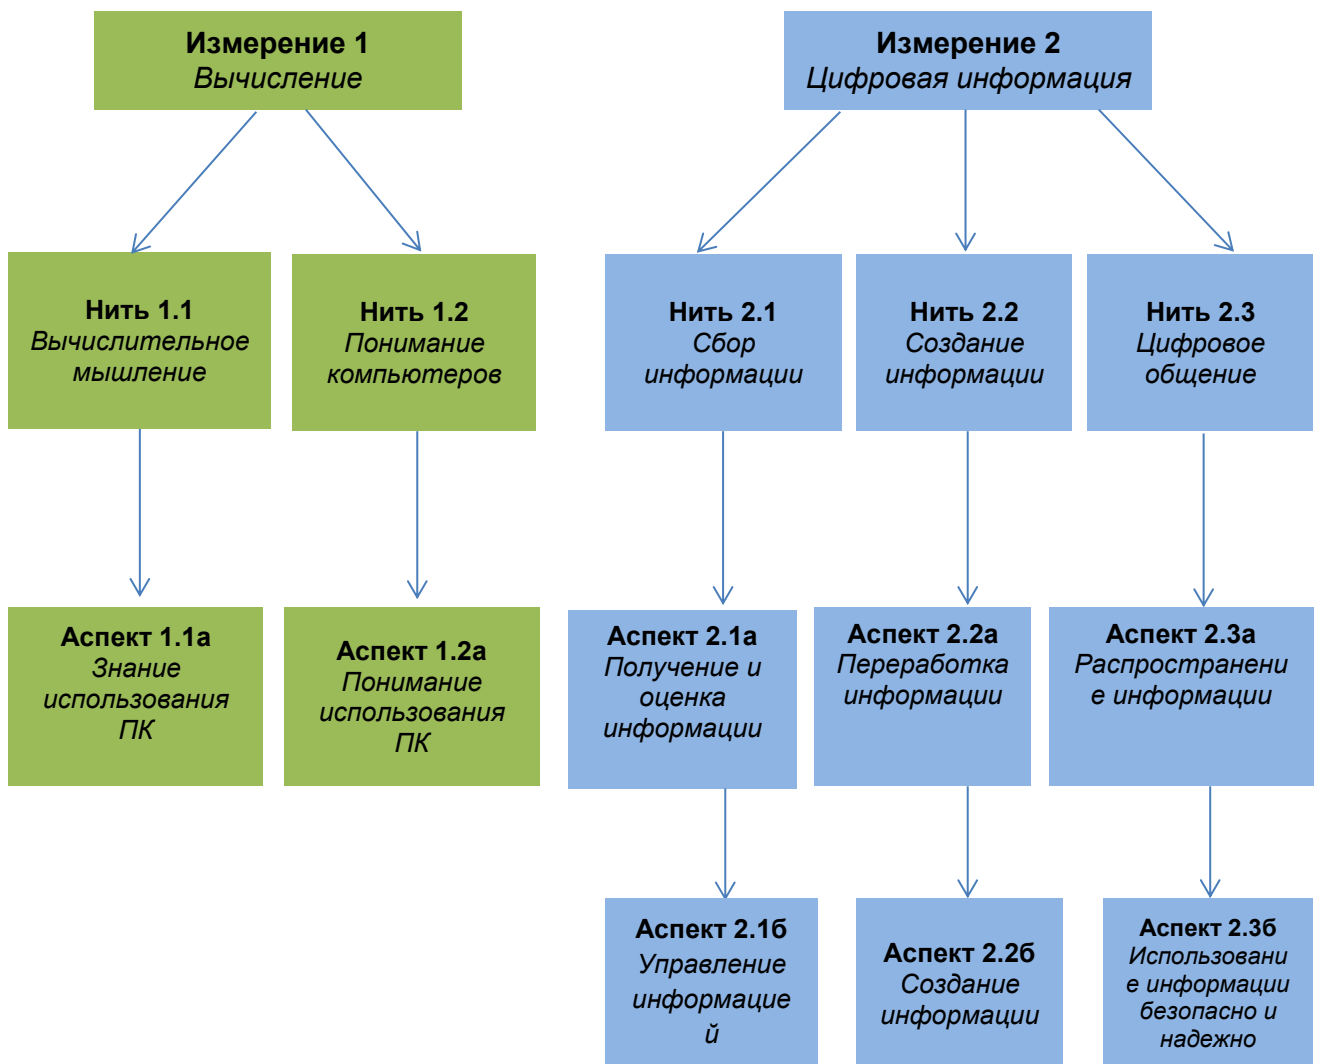 Измерение 1
Вычисление
Измерение 2
Цифровая информация
Нить 1.1
Вычислительное
мышление
Нить 1.2
Понимание
компьютеров
Нить 2.1
Сбор
информации
Нить 2.2
Создание
информации
Нить 2.3
Цифровое
общение
Аспект 1.1а
Знание
использования
ПК
Аспект 1.2а
Понимание
использования
ПК
Аспект 2.1а
Получение и
оценка
информации
Аспект 2.2а
Переработка
информации
Аспект 2.3а
Распространени
е информации
Аспект 2.1б
Управление
информацие
й
Аспект 2.2б
Создание
информации
Аспект 2.3б
Использовани
е информации
безопасно и
надежно